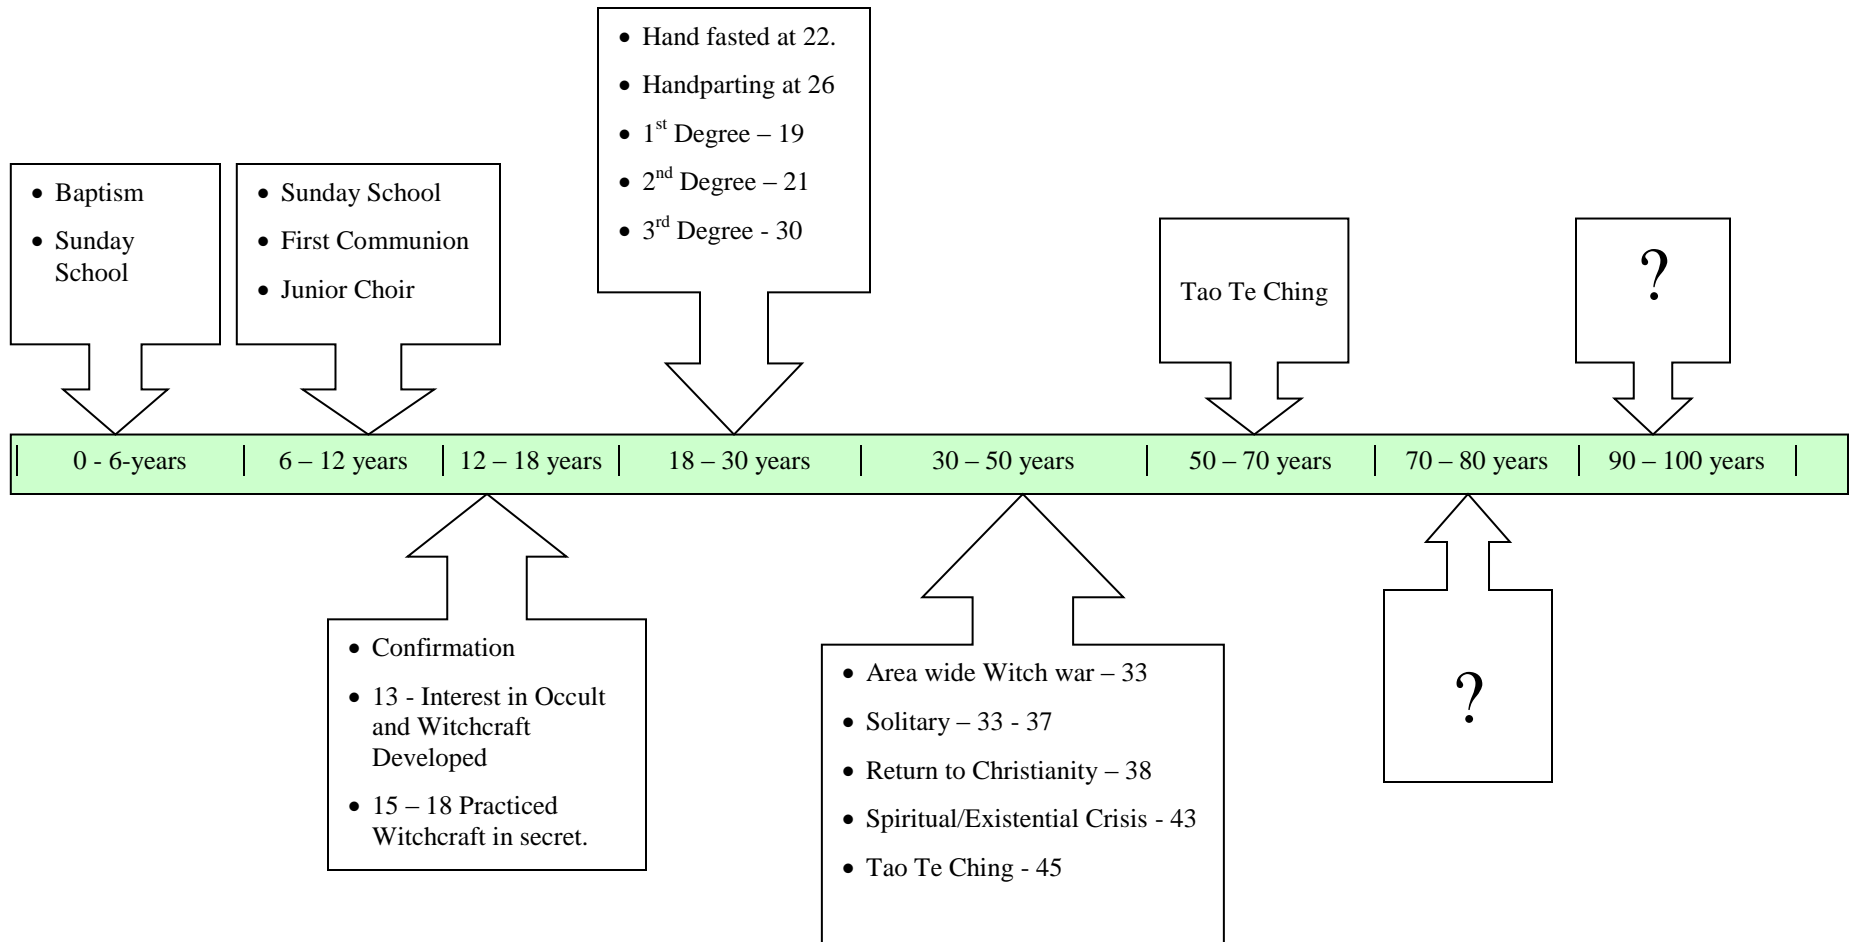 • Hand fasted at 22.
• Handparting at 26
• 1st Degree – 19
• 2nd Degree – 21
• 3rd Degree - 30
• Baptism
• Sunday
School
• Sunday School
• First Communion
• Junior Choir
Tao Te Ching
?
0 - 6-years
6 – 12 years
12 – 18 years
18 – 30 years
30 – 50 years
50 – 70 years
70 – 80 years
90 – 100 years
• Confirmation
• 13 - Interest in Occult
and Witchcraft
Developed
• 15 – 18 Practiced
Witchcraft in secret.
• Area wide Witch war – 33
• Solitary – 33 - 37
• Return to Christianity – 38
• Spiritual/Existential Crisis - 43
• Tao Te Ching - 45
?